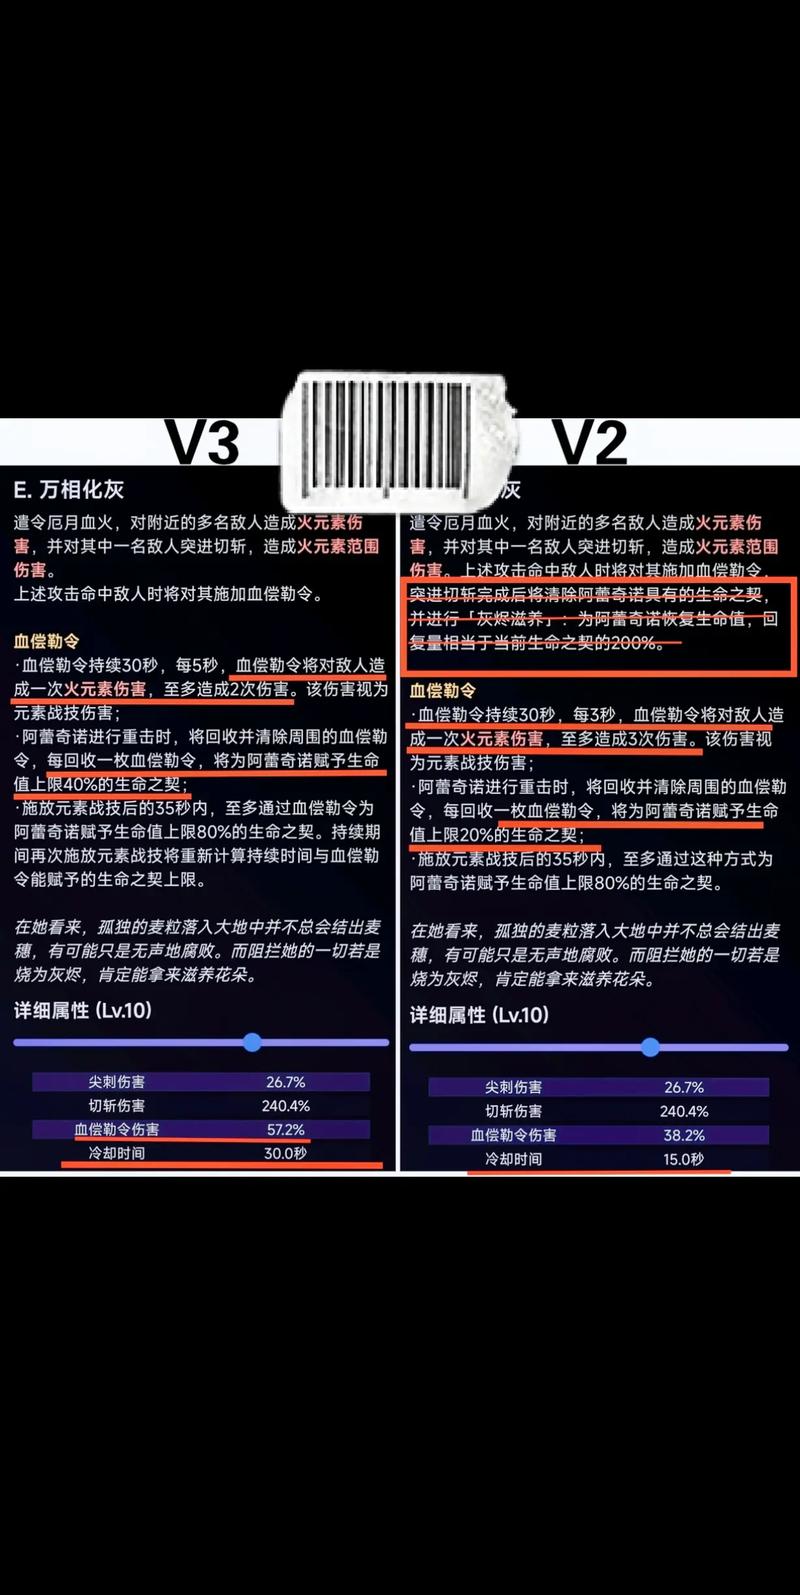 V3
E. 万相化灰
遣令厄月血火，对附近的多名敌人造成火元素伤
害，并对其中一名敌人突进切斩，造成火元素范围
伤害。
上述攻击命中敌人时将对其施加血偿勒令。
血偿勒令
·血偿勒令持续30秒，每5秒，血偿勒令将对敌人造
成一次火元素伤害，至多造成2次伤害。该伤害视为
元素战技伤害；
·阿蕾奇诺进行重击时，将回收并清除周围的血偿勒
令，每回收一枚血偿勒令，将为阿蕾奇诺赋予生命
值上限40%的生命之契；
·施放元素战技后的35秒内，至多通过血偿勒令为
阿蕾奇诺赋予生命值上限80%的生命之契。持续期
间再次施放元素战技将重新计算持续时间与血偿勒
令能赋予的生命之契上限。
在她看来，孤独的麦粒落入大地中并不总会结出麦
穗，有可能只是无声地腐败。而阻拦她的一切若是
烧为灰烬，肯定能拿来滋养花朵。
详细属性 (Lv.10)
尖刺伤害 26.7%
切斩伤害 240.4%
血偿勒令伤害 57.2%
冷却时间 30.0秒
V2
灰
遣令厄月血火，对附近的多名敌人造成火元素伤
害，并对其中一名敌人突进切斩，造成火元素范围
伤害。上述攻击命中敌人时将对其施加血偿勒令，
突进切斩完成后将清除阿蕾奇诺具有的生命之契，
并进行「灰烬滋养」：为阿蕾奇诺恢复生命值，回
复量相当于当前生命之契的200%。
血偿勒令
·血偿勒令持续30秒，每3秒，血偿勒令将对敌人造
成一次火元素伤害，至多造成3次伤害。该伤害视
为元素战技伤害；
·阿蕾奇诺进行重击时，将回收并清除周围的血偿勒
令，每回收一枚血偿勒令，将为阿蕾奇诺赋予生命
值上限20%的生命之契；
·施放元素战技后的35秒内，至多通过这种方式为
阿蕾奇诺赋予生命值上限80%的生命之契。
在她看来，孤独的麦粒落入大地中并不总会结出麦
穗，有可能只是无声地腐败。而阻拦她的一切若是
烧为灰烬，肯定能拿来滋养花朵。
详细属性 (Lv.10)
尖刺伤害 26.7%
切斩伤害 240.4%
血偿勒令伤害 38.2%
冷却时间 15.0秒